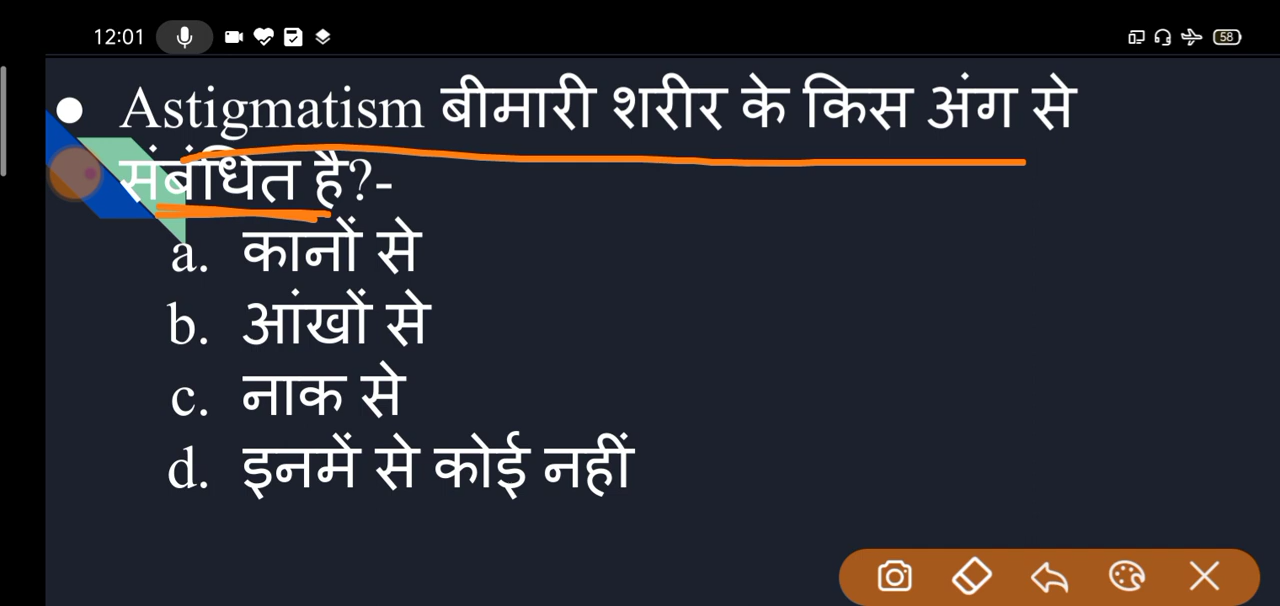 12:01 58
● Astigmatism बीमारी शरीर के किस अंग से
संबंधित है?-
a. कानों से
b. आंखों से
c. नाक से
d. इनमें से कोई नहीं